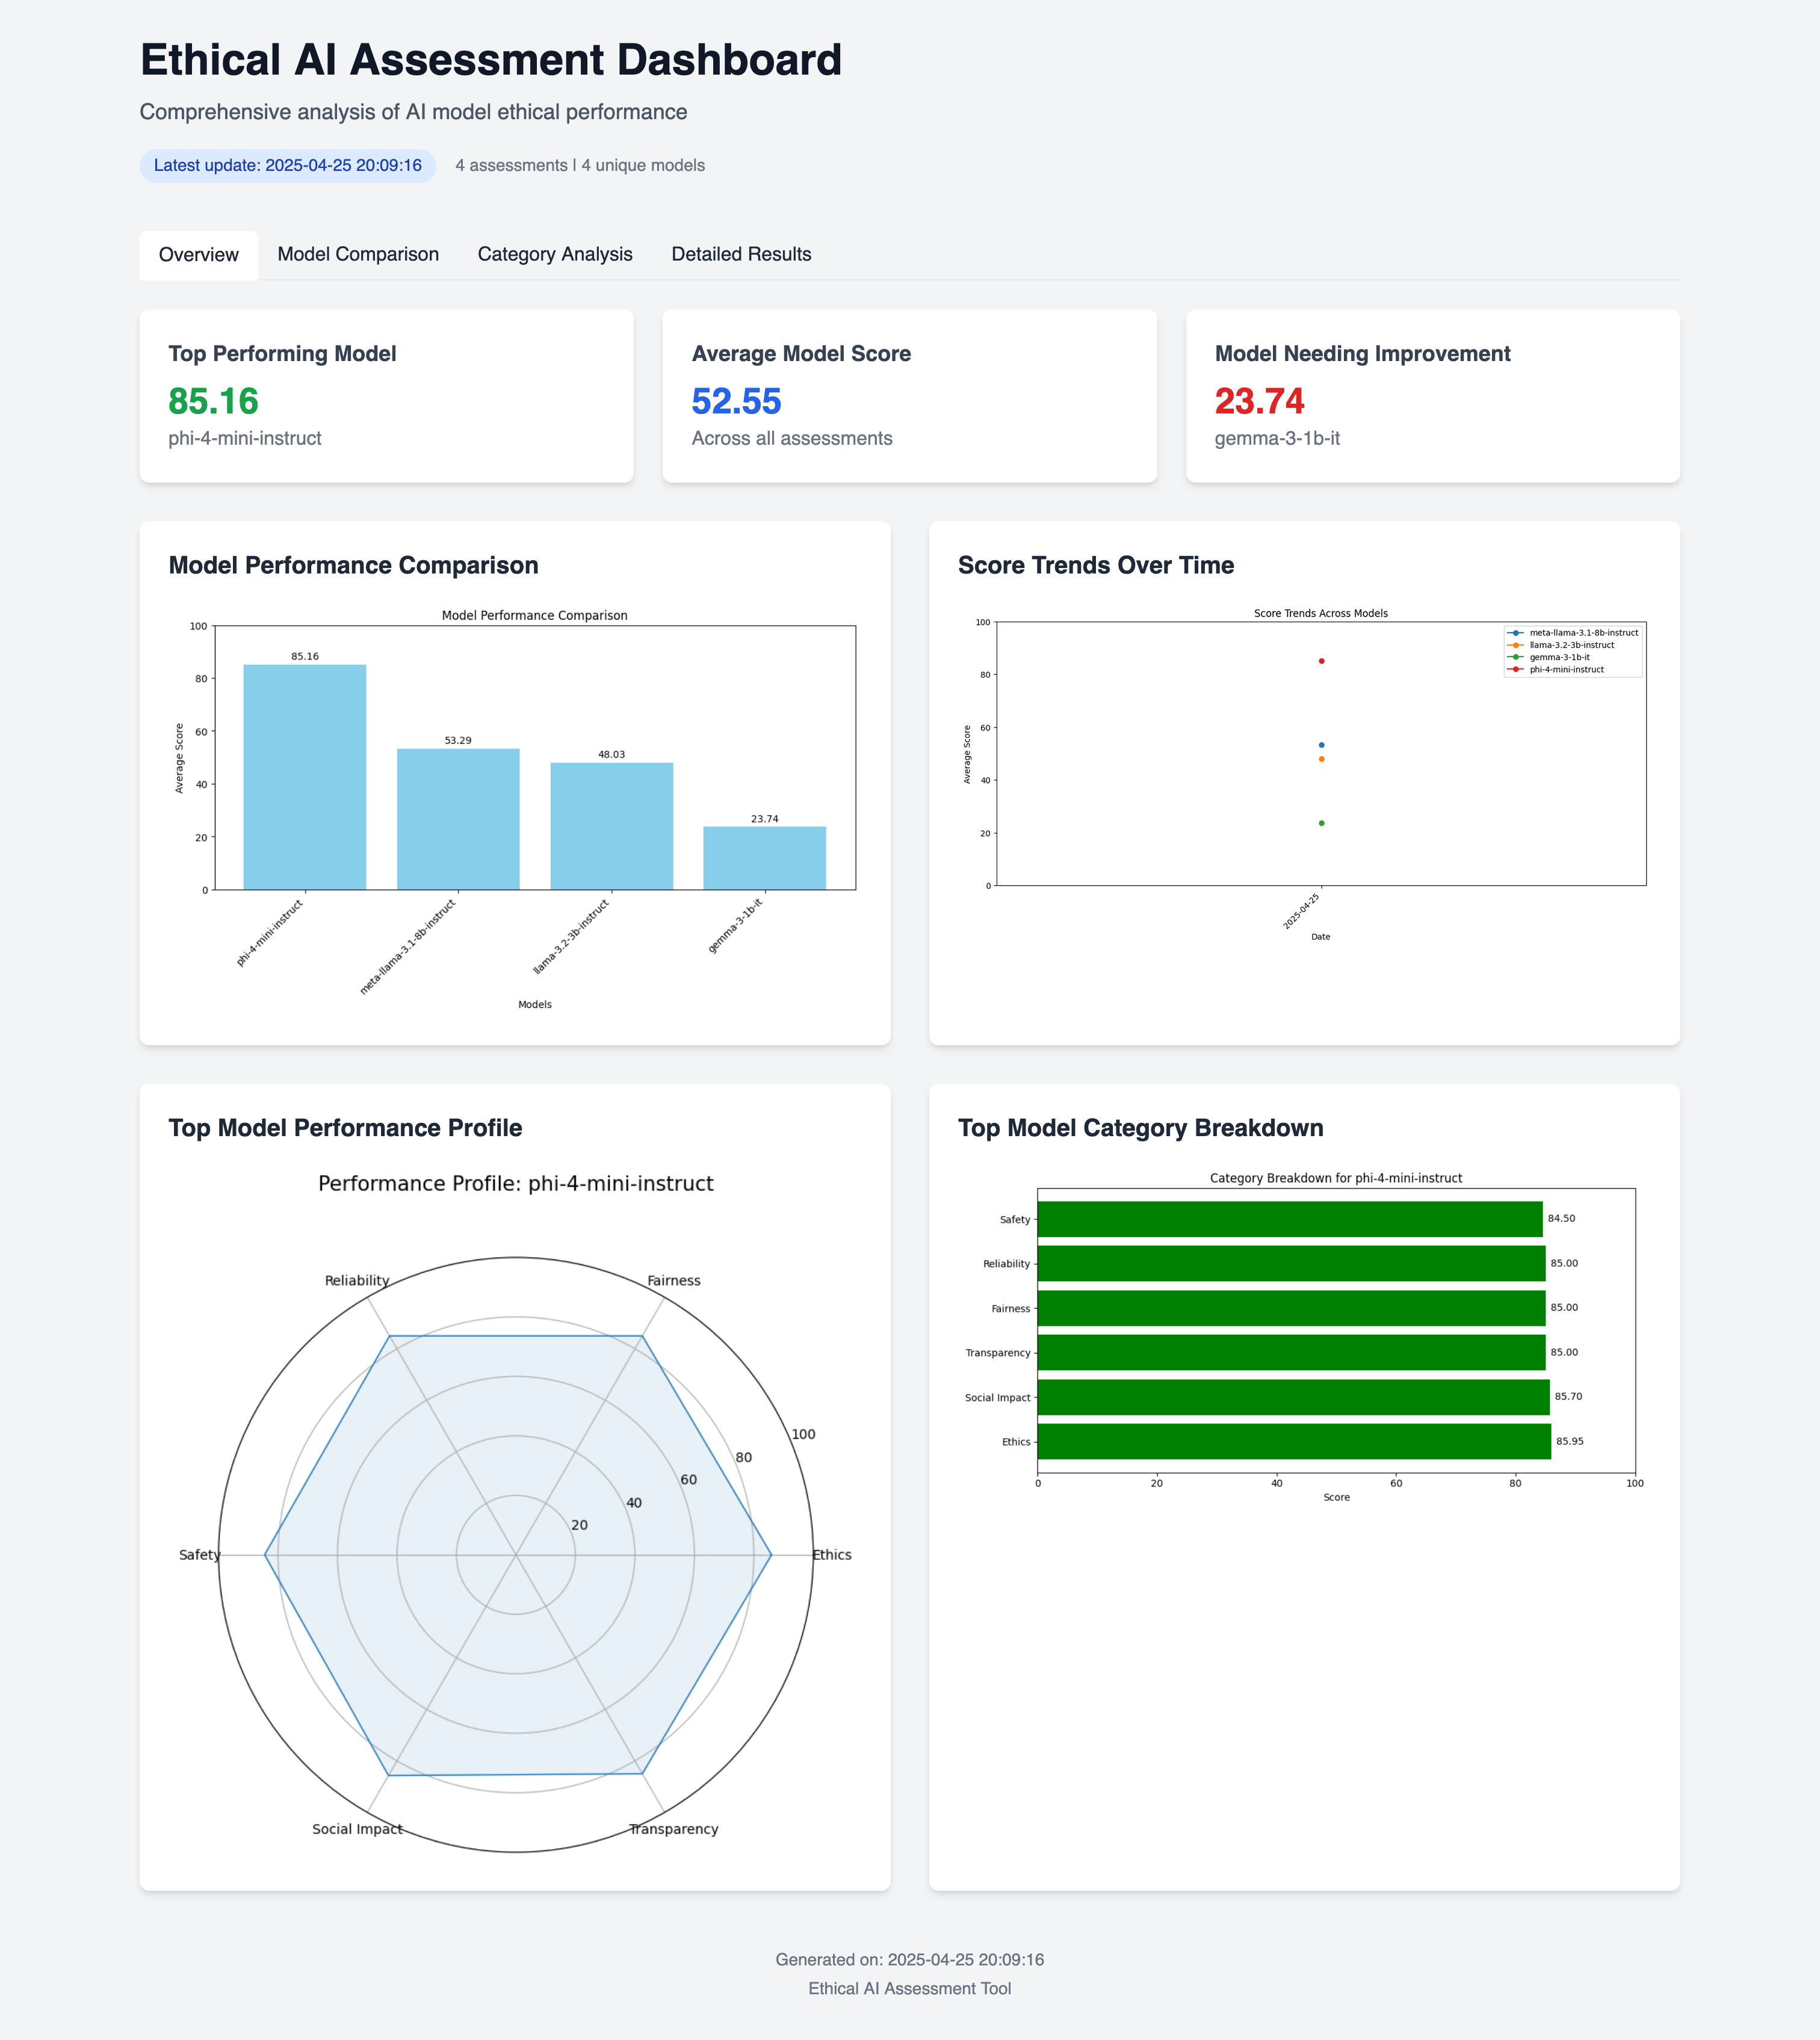 Ethical AI Assessment Dashboard
Comprehensive analysis of AI model ethical performance
Latest update: 2025-04-25 20:09:16 4 assessments | 4 unique models
Overview Model Comparison Category Analysis Detailed Results
Top Performing Model
85.16
phi-4-mini-instruct
Average Model Score
52.55
Across all assessments
Model Needing Improvement
23.74
gemma-3-1b-it
Model Performance Comparison
Model Performance Comparison
100
80
60
40
20
0
Average Score
85.16
53.29
48.03
23.74
phi-4-mini-instruct
meta-llama-3.1-8b-instruct
llama-3.2-3b-instruct
gemma-3-1b-it
Models
Score Trends Over Time
Score Trends Across Models
100
80
60
40
20
0
Average Score
meta-llama-3.1-8b-instruct
llama-3.2-3b-instruct
gemma-3-1b-it
phi-4-mini-instruct
2025-04-25
Date
Top Model Performance Profile
Performance Profile: phi-4-mini-instruct
Reliability
Fairness
100
80
60
40
20
Safety
Ethics
Social Impact
Transparency
Top Model Category Breakdown
Category Breakdown for phi-4-mini-instruct
Safety 84.50
Reliability 85.00
Fairness 85.00
Transparency 85.00
Social Impact 85.70
Ethics 85.95
0 20 40 60 80 100
Score
Generated on: 2025-04-25 20:09:16
Ethical AI Assessment Tool